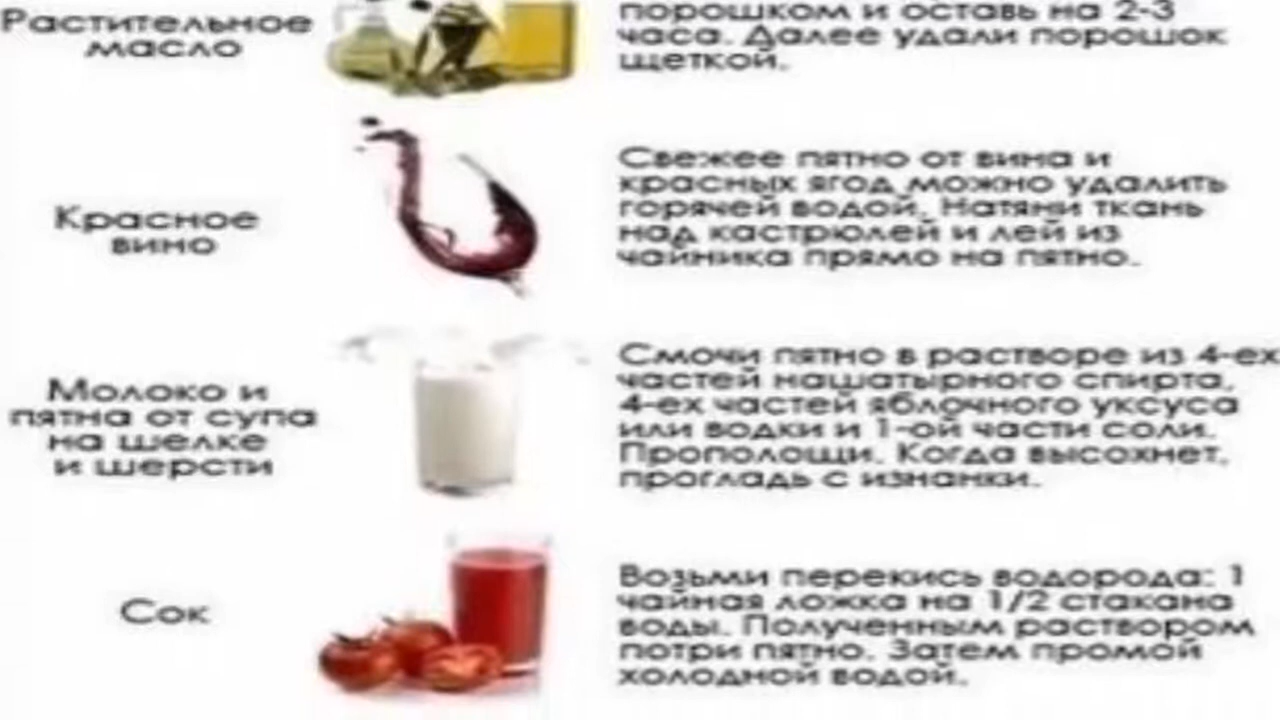 Растительное
масло
порошком и оставь на 2-3
часа. Далее удали порошок
щеткой.
Красное
вино
Свежее пятно от вина и
красных ягод можно удалить
горячей водой. Натяни ткань
над кастрюлей и лей из
чайника прямо на пятно.
Молоко и
пятна от супа
на шелке
и шерсти
Смочи пятно в растворе из 4-ех
частей нашатырного спирта,
4-ех частей яблочного уксуса
или водки и 1-ой части соли.
Прополощи. Когда высохнет,
прогладь с изнанки.
Сок
Возьми перекись водорода: 1
чайная ложка на 1/2 стакана
воды. Полученным раствором
потри пятно. Затем промой
холодной водой.